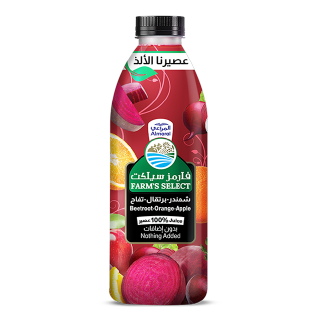 عصيرنا الألذ
المراعي
Almarai
فارمز سيلكت
FARM'S SELECT
شمندر-برتقال-تفاح
Beetroot-Orange-Apple
عصير 100% Juice
بدون إضافات
Nothing Added